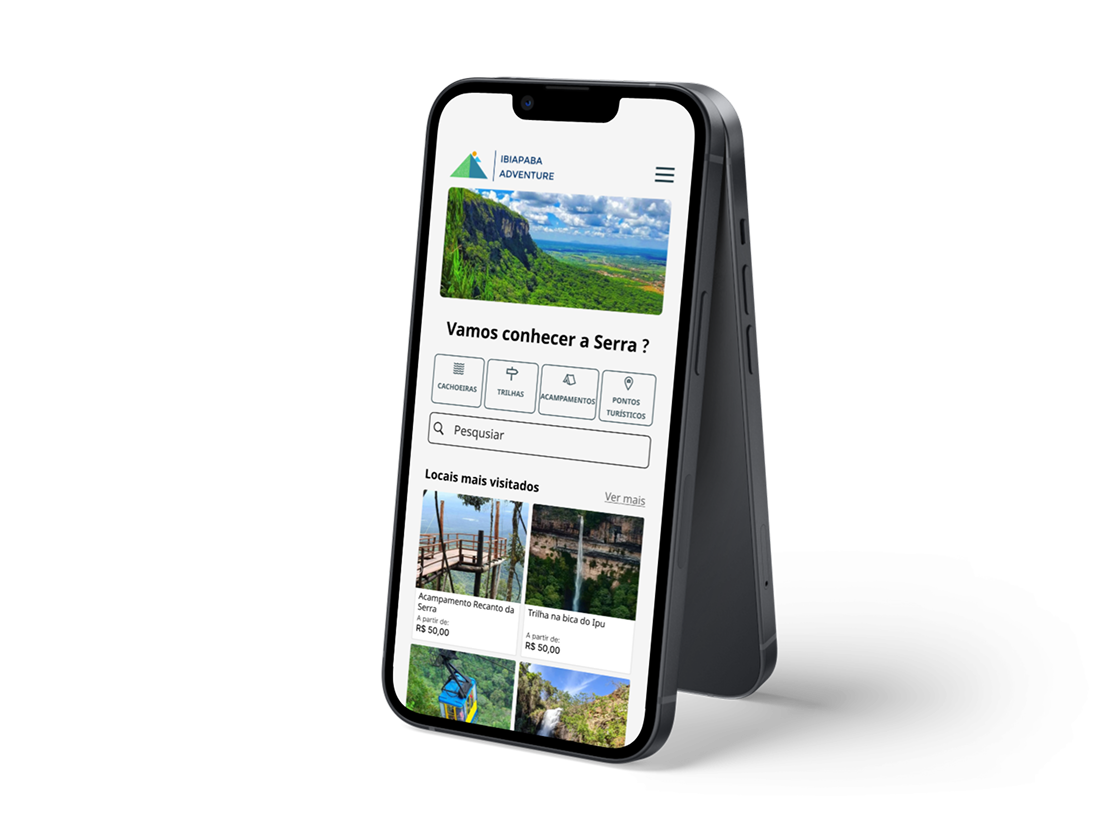 IBIAPABA
ADVENTURE
Vamos conhecer a Serra ?
CACHOEIRAS
TRILHAS
ACAMPAMENTOS
PONTOS
TURÍSTICOS
Pesqusiar
Locais mais visitados
Ver mais
Acampamento Recanto da
Serra
A partir de:
R$ 50,00
Trilha na bica do Ipu
A partir de:
R$ 50,00